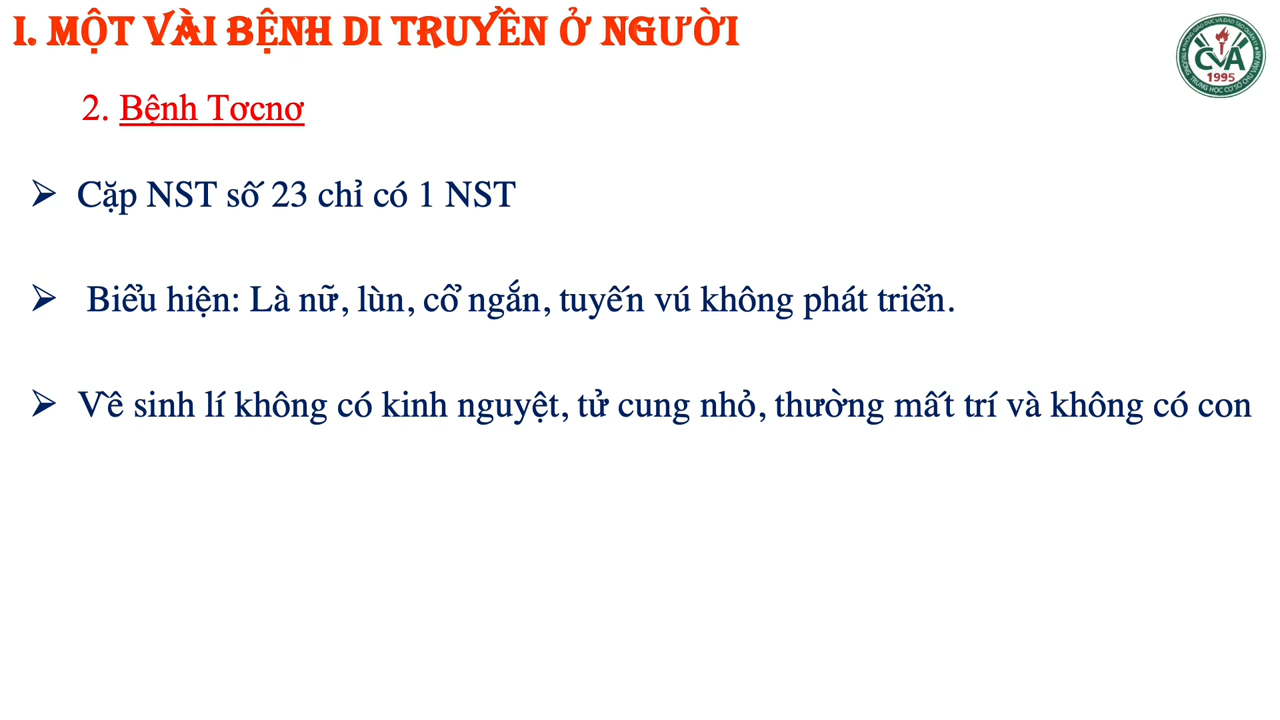 I. MỘT VÀI BỆNH DI TRUYỀN Ở NGƯỜI
CVA
1995
2. Bệnh Tơcnơ
➢ Cặp NST số 23 chỉ có 1 NST
➢ Biểu hiện: Là nữ, lùn, cổ ngắn, tuyến vú không phát triển.
➢ Về sinh lí không có kinh nguyệt, tử cung nhỏ, thường mất trí và không có con